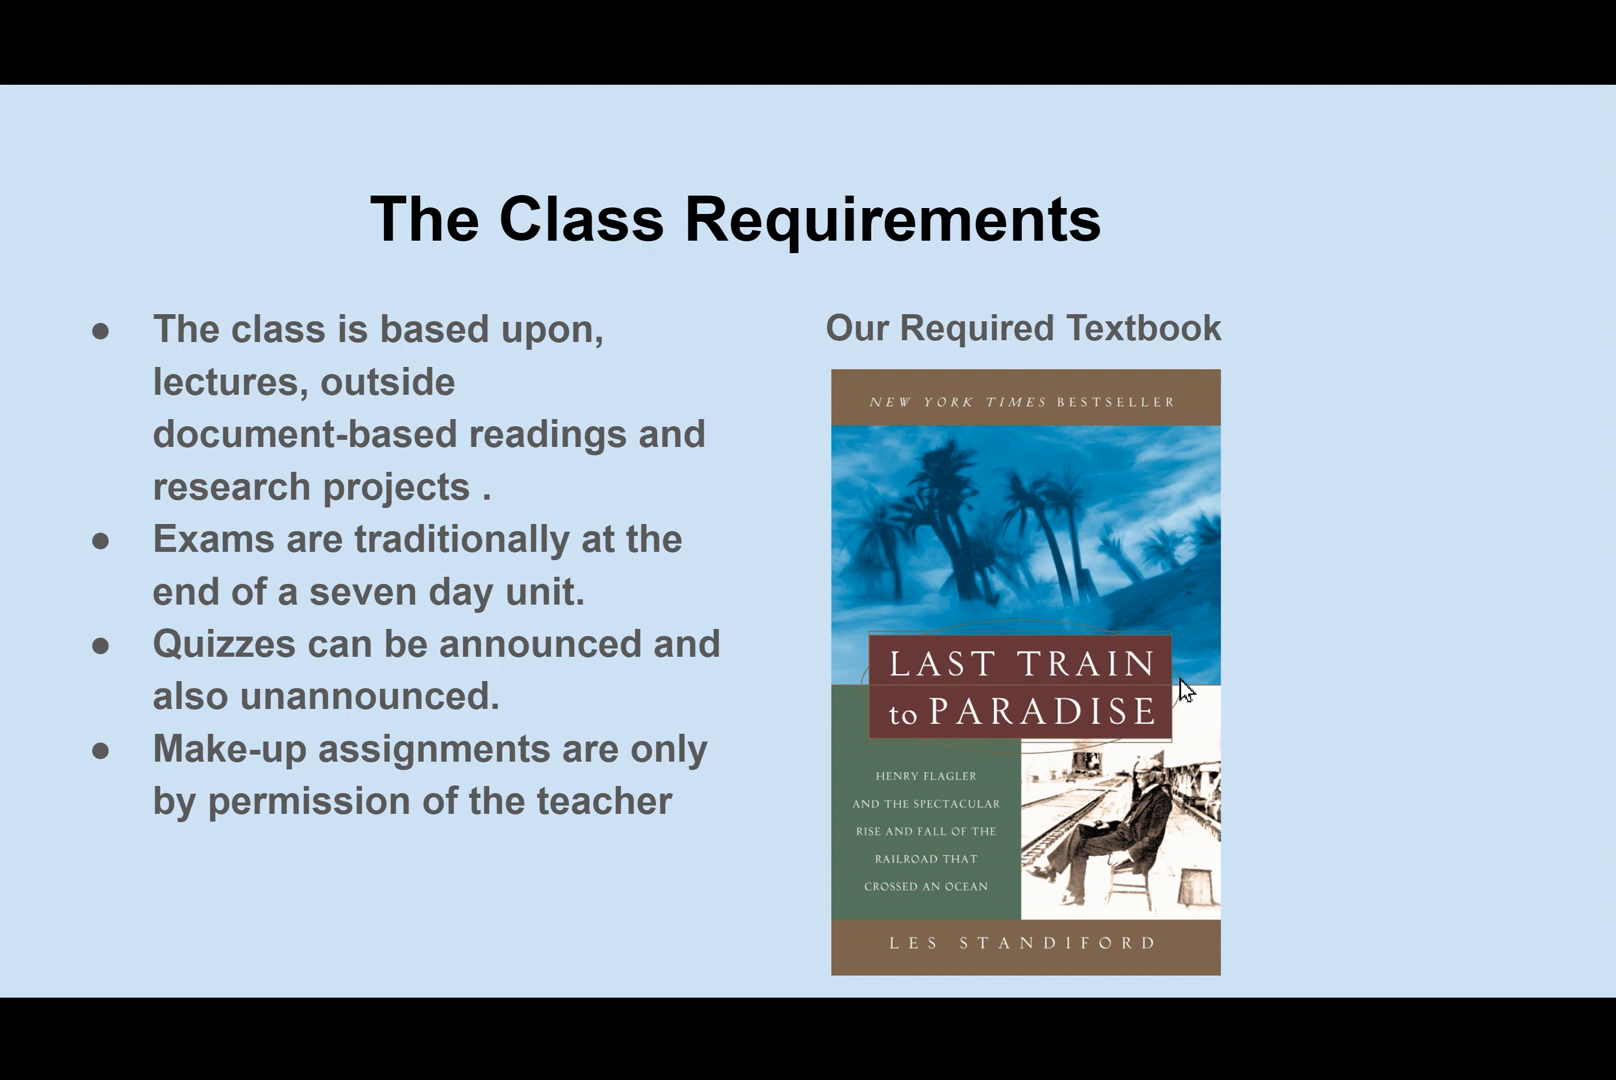 The Class Requirements
● The class is based upon,
lectures, outside
document-based readings and
research projects .
● Exams are traditionally at the
end of a seven day unit.
● Quizzes can be announced and
also unannounced.
● Make-up assignments are only
by permission of the teacher
Our Required Textbook
NEW YORK TIMES BESTSELLER
LAST TRAIN
to PARADISE
HENRY FLAGLER
AND THE SPECTACULAR
RISE AND FALL OF THE
RAILROAD THAT
CROSSED AN OCEAN
LES STANDIFORD